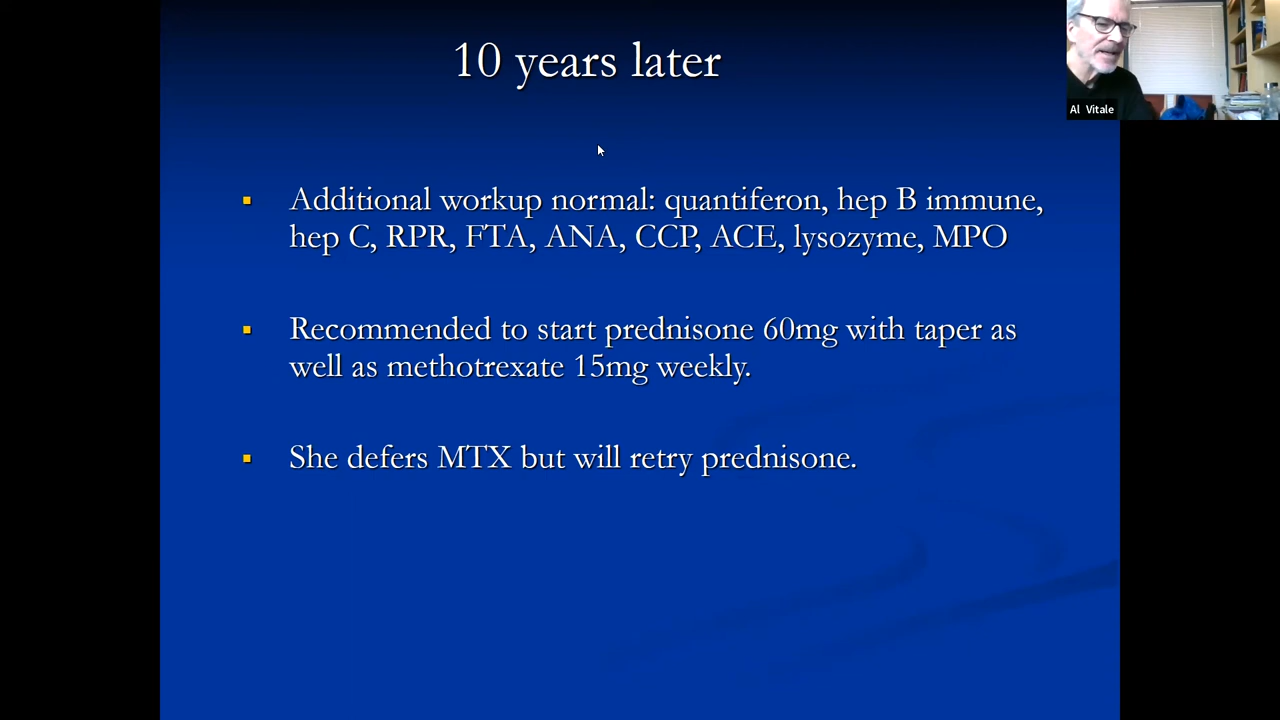 10 years later
Al Vitale
Additional workup normal: quantiferon, hep B immune,
hep C, RPR, FTA, ANA, CCP, ACE, lysozyme, MPO
Recommended to start prednisone 60mg with taper as
well as methotrexate 15mg weekly.
She defers MTX but will retry prednisone.